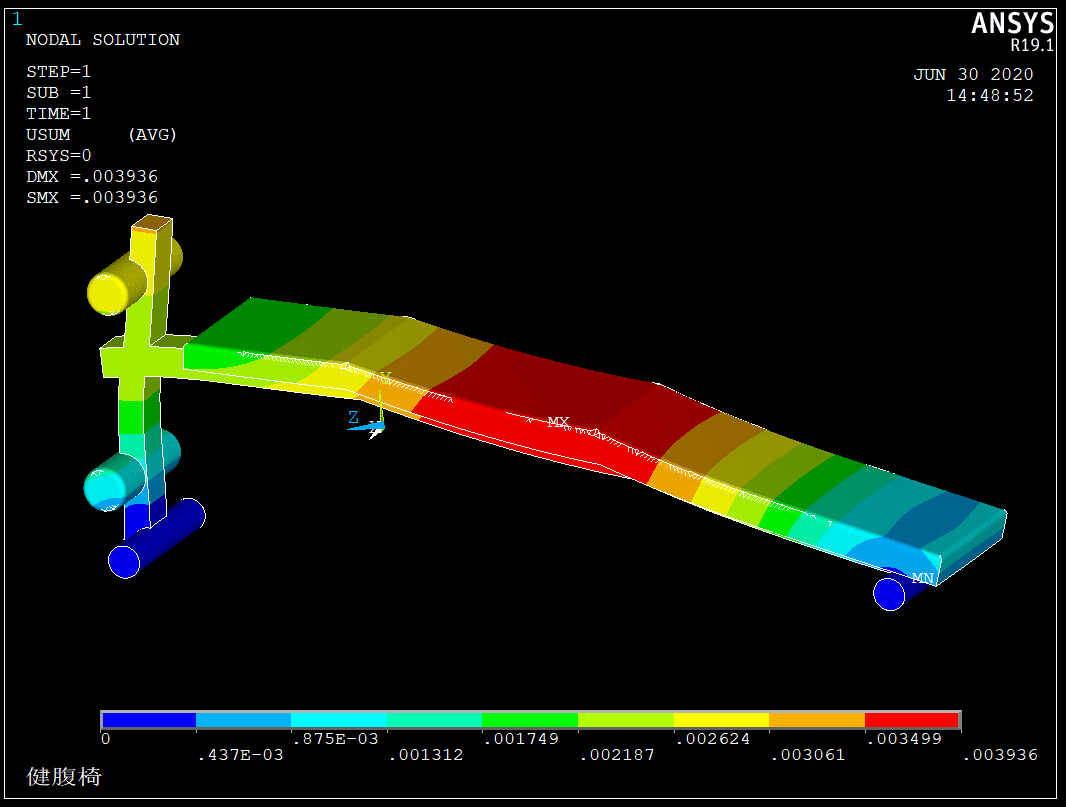 1
ANSYS
R19.1
NODAL SOLUTION
JUN 30 2020
14:48:52
STEP=1
SUB =1
TIME=1
USUM (AVG)
RSYS=0
DMX =.003936
SMX =.003936
Y
Z
X
MX
MN
0
.437E-03
.875E-03
.001312
.001749
.002187
.002624
.003061
.003499
.003936
健腹椅